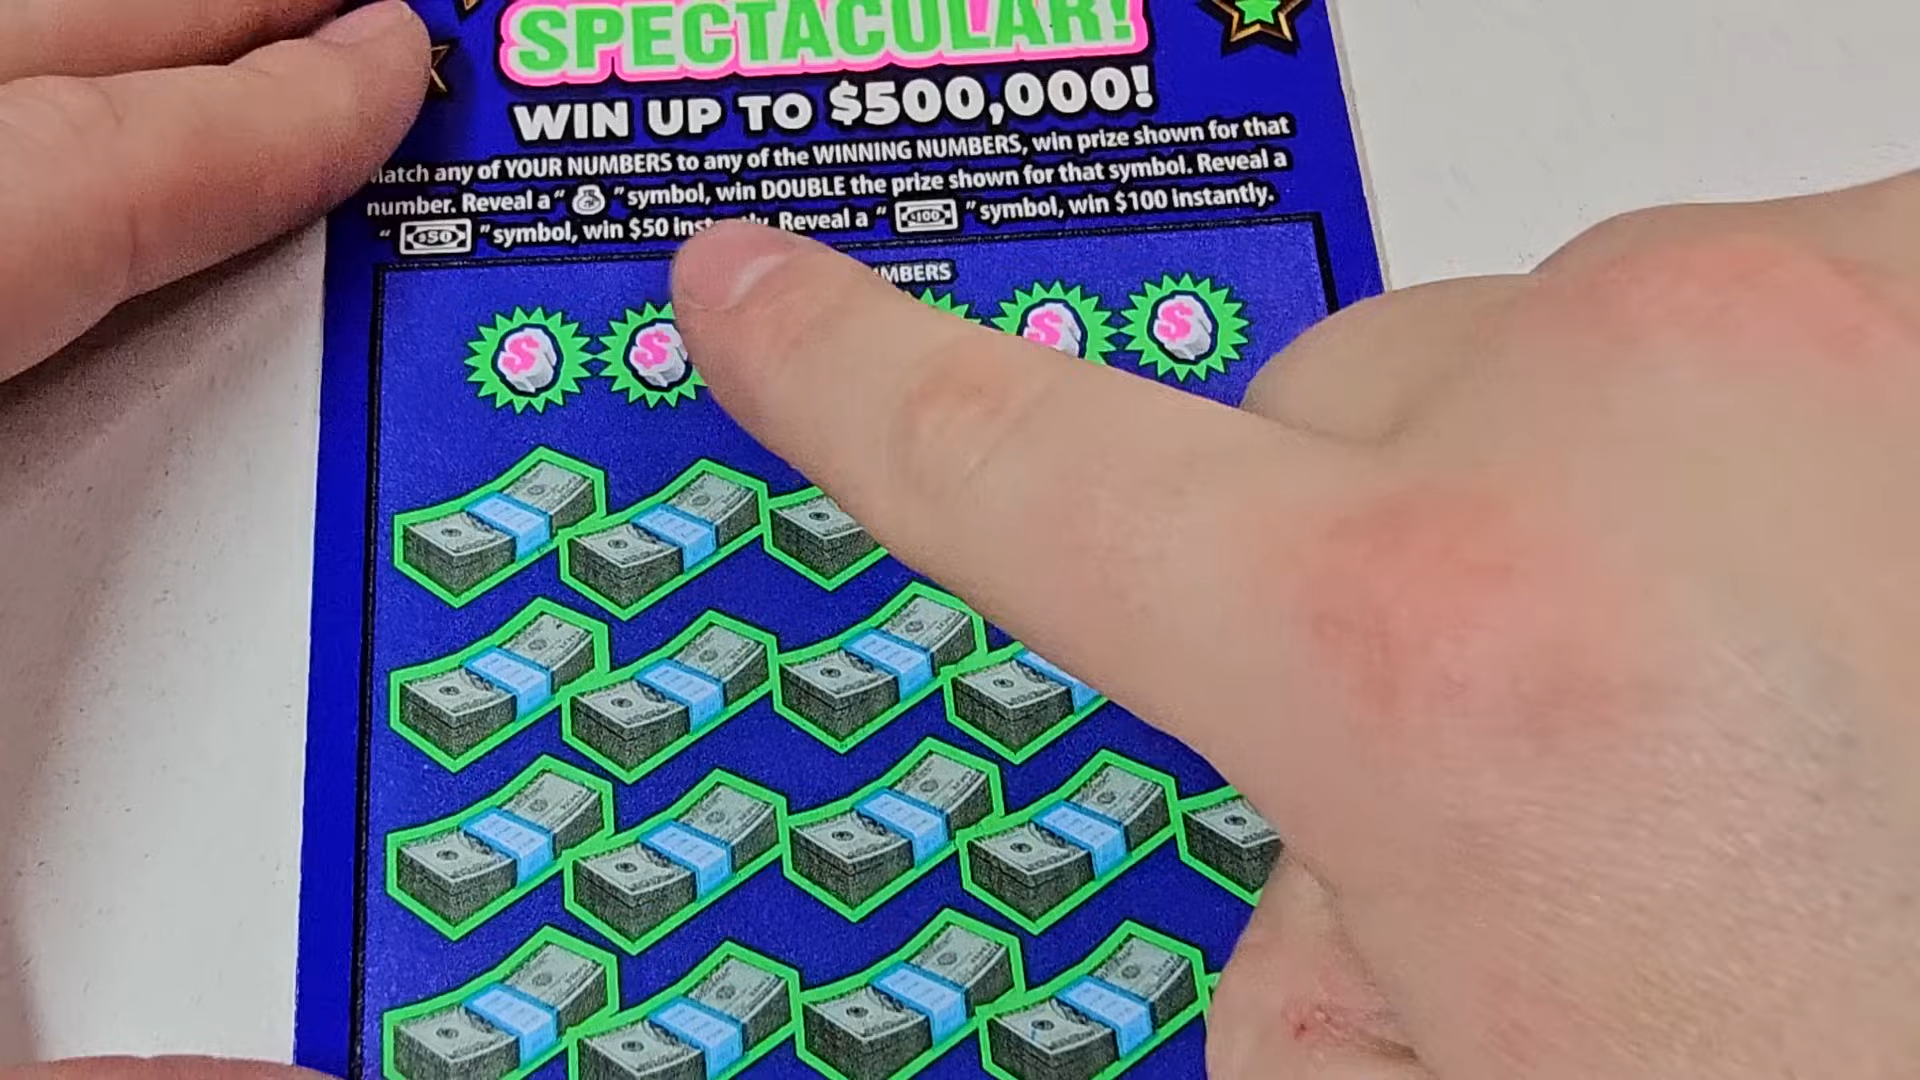 SPECTACULAR!
WIN UP TO $500,000!
Match any of YOUR NUMBERS to any of the WINNING NUMBERS, win prize shown for that
number. Reveal a " " symbol, win DOUBLE the prize shown for that symbol. Reveal a
" $50 " symbol, win $50 instantly. Reveal a " $100 " symbol, win $100 instantly.
MBERS
$ $ $ $